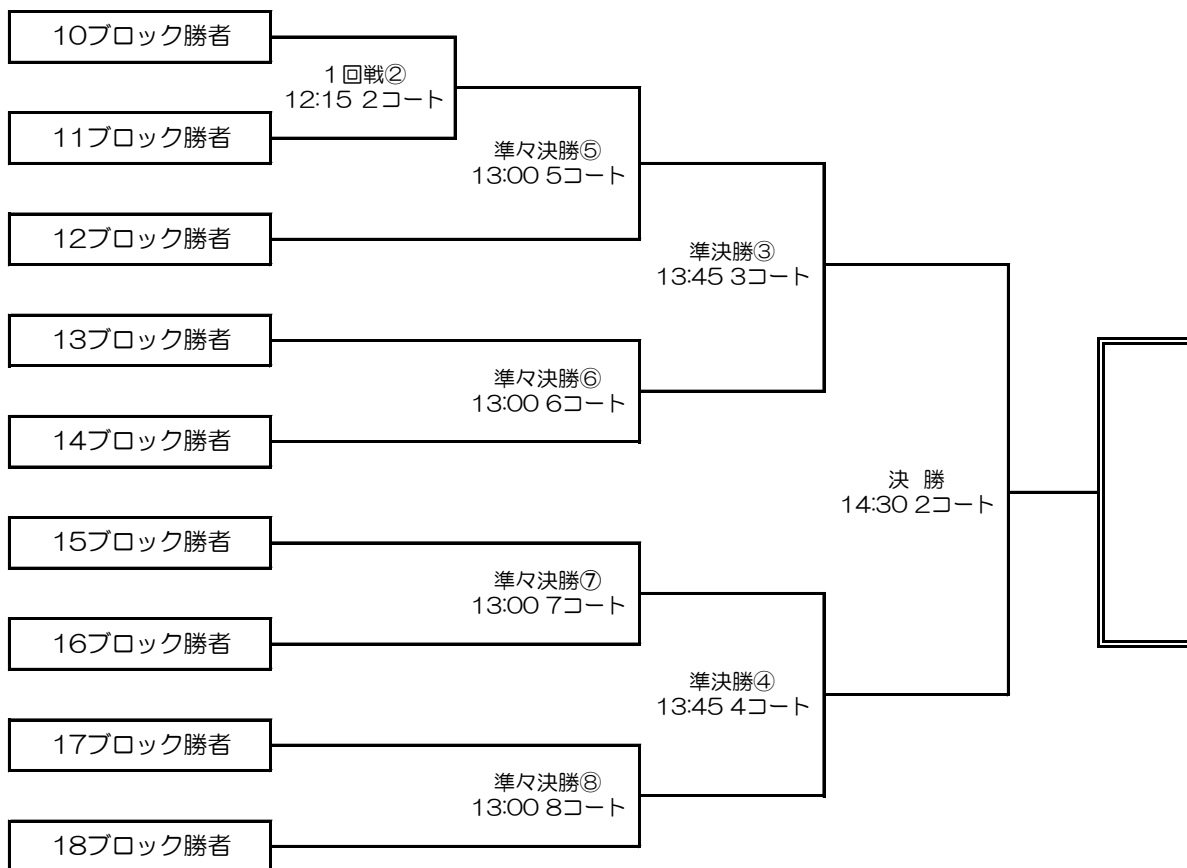 10ブロック勝者
1回戦②
12:15 2コート
11ブロック勝者
準々決勝⑤
13:00 5コート
12ブロック勝者
準決勝③
13:45 3コート
13ブロック勝者
準々決勝⑥
13:00 6コート
14ブロック勝者
決 勝
14:30 2コート
15ブロック勝者
準々決勝⑦
13:00 7コート
16ブロック勝者
準決勝④
13:45 4コート
17ブロック勝者
準々決勝⑧
13:00 8コート
18ブロック勝者